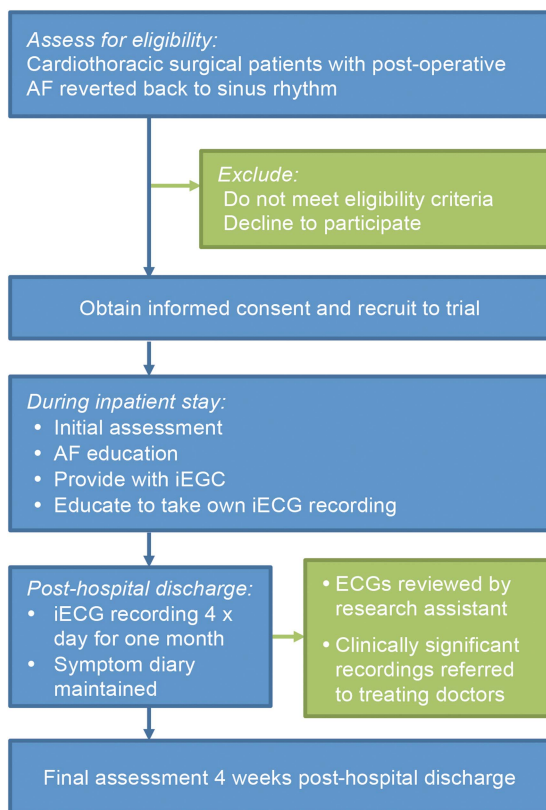 Assess for eligibility:
Cardiothoracic surgical patients with post-operative
AF reverted back to sinus rhythm
Exclude:
Do not meet eligibility criteria
Decline to participate
Obtain informed consent and recruit to trial
During inpatient stay:
• Initial assessment
• AF education
• Provide with iEGC
• Educate to take own iECG recording
Post-hospital discharge:
• iECG recording 4 x
day for one month
• Symptom diary
maintained
• ECGs reviewed by
research assistant
• Clinically significant
recordings referred
to treating doctors
Final assessment 4 weeks post-hospital discharge